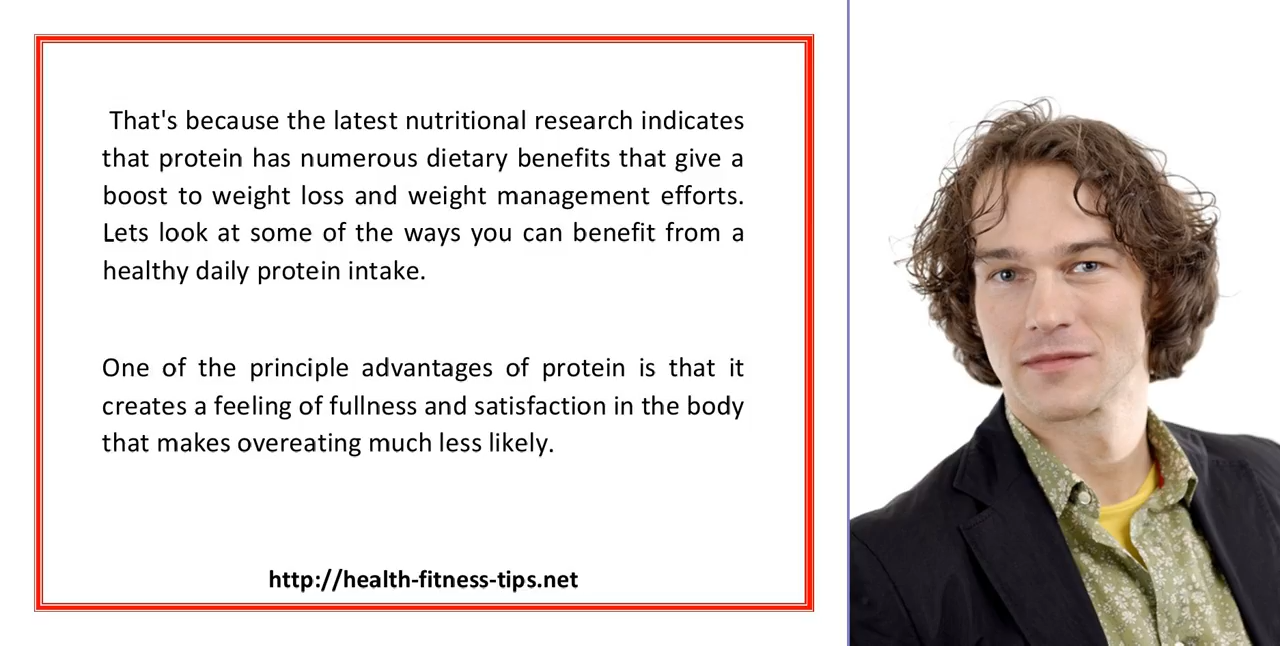 That's because the latest nutritional research indicates
that protein has numerous dietary benefits that give a
boost to weight loss and weight management efforts.
Lets look at some of the ways you can benefit from a
healthy daily protein intake.
One of the principle advantages of protein is that it
creates a feeling of fullness and satisfaction in the body
that makes overeating much less likely.
http://health-fitness-tips.net